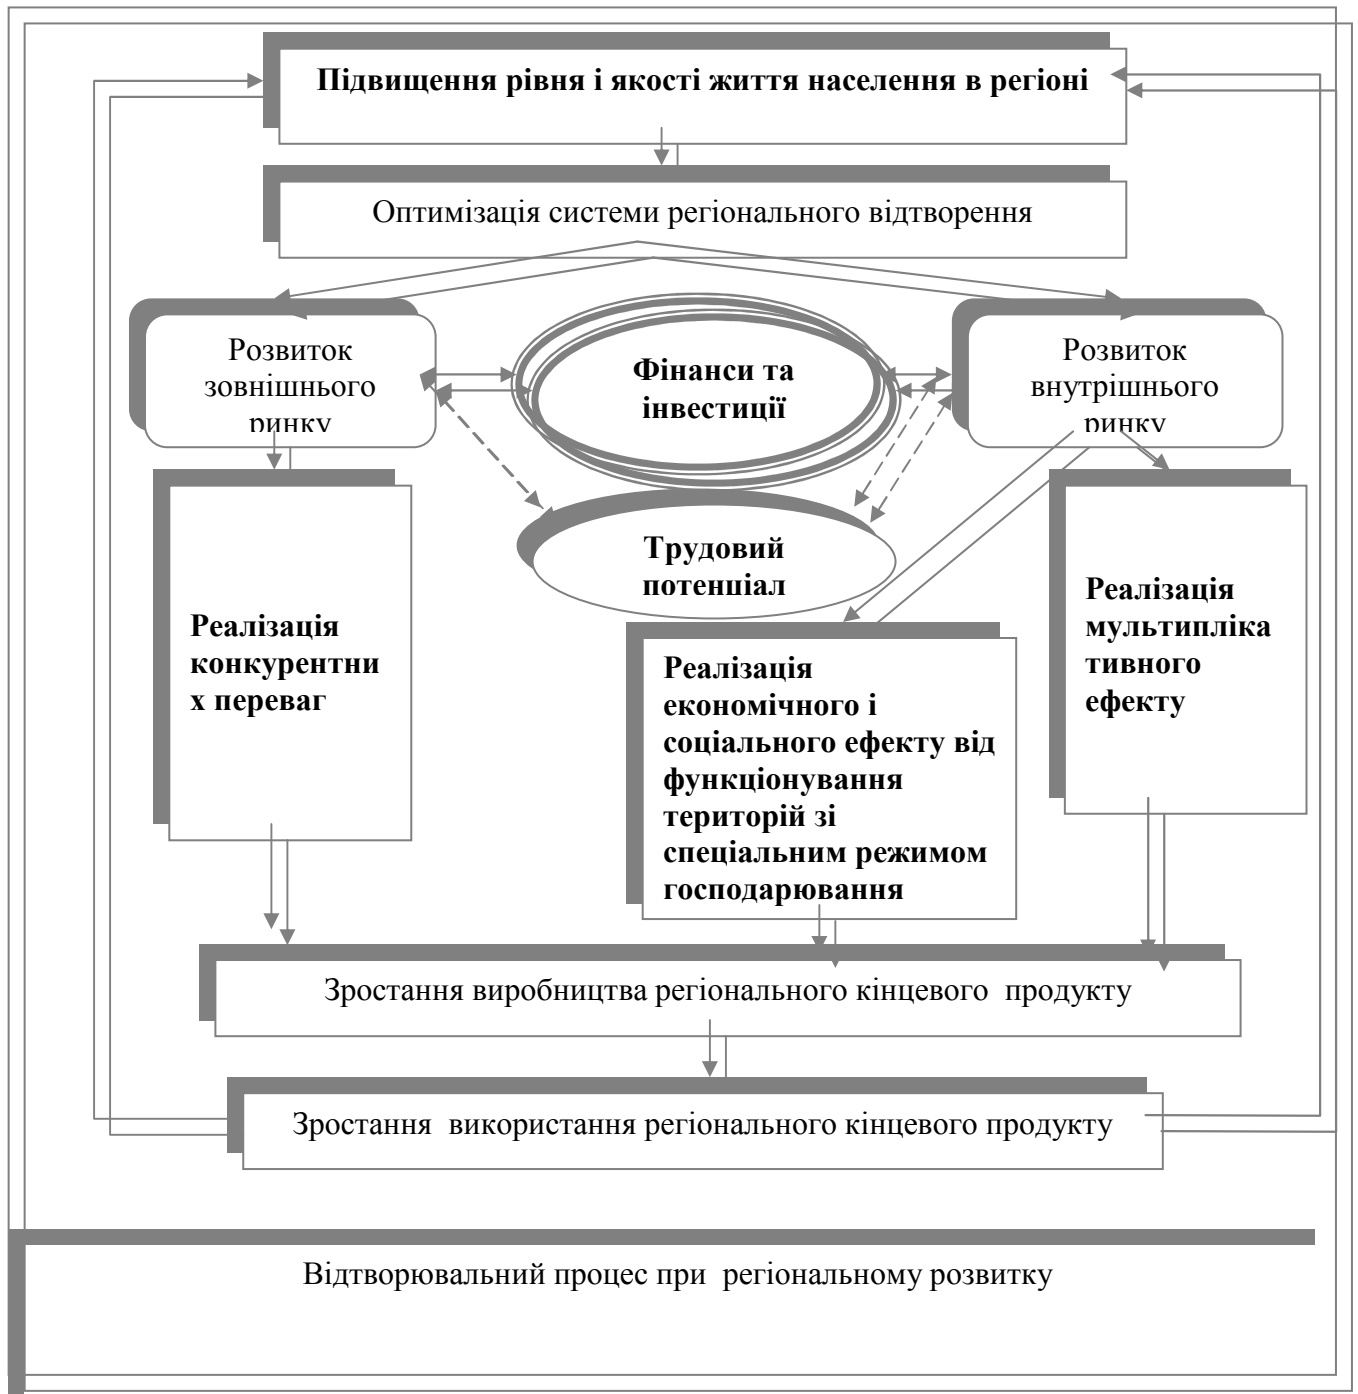 Підвищення рівня і якості життя населення в регіоні
Оптимізація системи регіонального відтворення
Розвиток
зовнішнього
ринку
Фінанси та
інвестиції
Розвиток
внутрішнього
ринку
Трудовий
потенціал
Реалізація
конкурентни
х переваг
Реалізація
економічного і
соціального ефекту від
функціонування
територій зі
спеціальним режимом
господарювання
Реалізація
мультипліка
тивного
ефекту
Зростання виробництва регіонального кінцевого  продукту
Зростання  використання регіонального кінцевого продукту
Відтворювальний процес при  регіональному розвитку